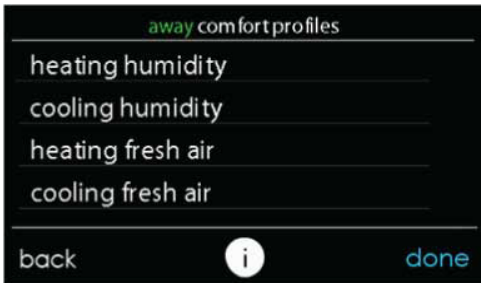 away comfort profiles
heating humidity
cooling humidity
heating fresh air
cooling fresh air
back i done